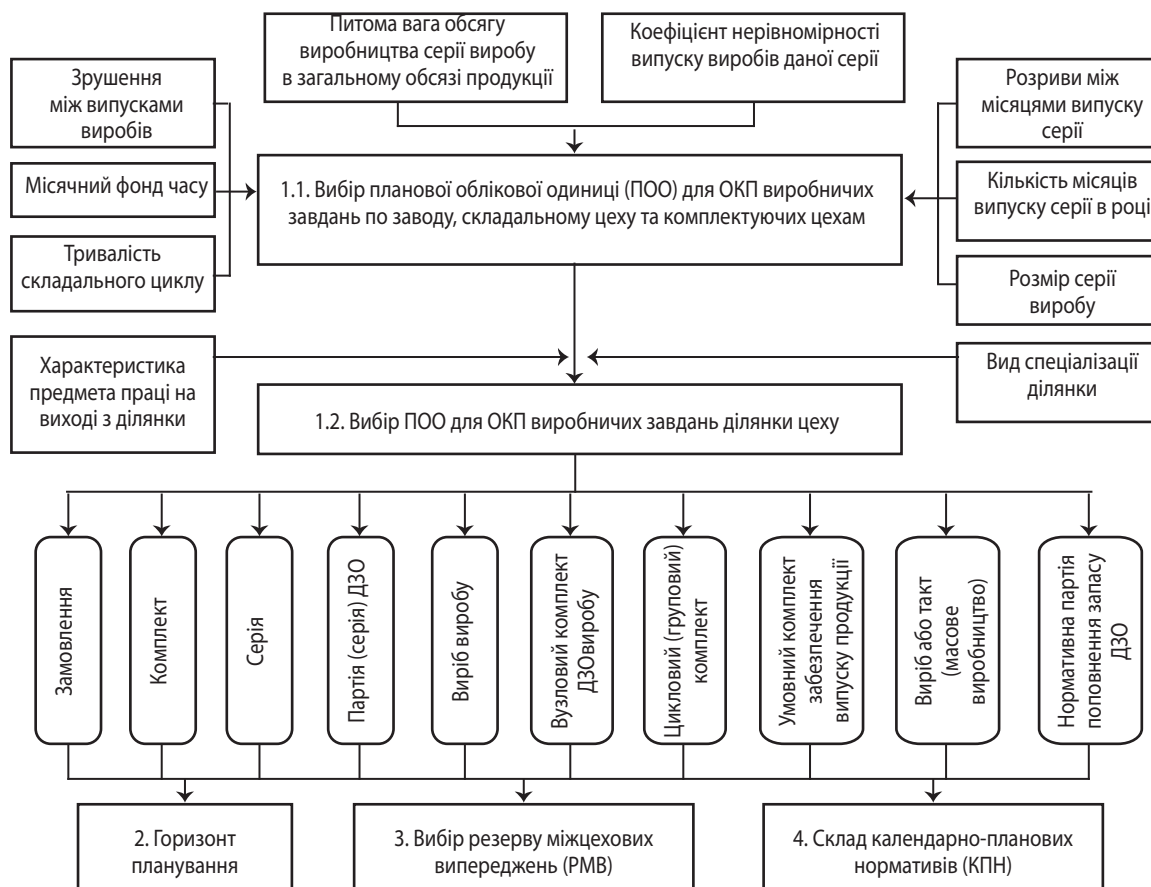 Питома вага обсягу
виробництва серії виробу
в загальному обсязі продукції
Коефіцієнт нерівномірності
випуску виробів даної серії
Зрушення
між випусками
виробів
Місячний фонд часу
Тривалість
складального циклу
1.1. Вибір планової облікової одиниці (ПОО) для ОКП виробничих
завдань по заводу, складальному цеху та комплектуючих цехам
Розриви між
місяцями випуску
серії
Кількість місяців
випуску серії в році
Розмір серії
виробу
Характеристика
предмета праці на
виході з ділянки
Вид спеціалізації
ділянки
1.2. Вибір ПОО для ОКП виробничих завдань ділянки цеху
Замовлення
Комплект
Серія
Партія (серія) ДЗО
Виріб виробу
Вузловий комплект
ДЗОвиробу
Цикловий (груповий)
комплект
Умовний комплект
забезпечення
випуску продукції
Виріб або такт
(масове
виробництво)
Нормативна партія
поповнення запасу
ДЗО
2. Горизонт
планування
3. Вибір резерву міжцехових
випереджень (РМВ)
4. Склад календарно-планових
нормативів (КПН)